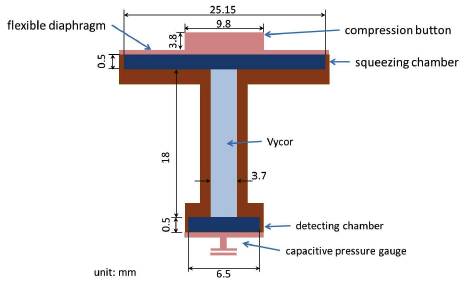 25.15
9.8
flexible diaphragm
3.8
compression button
0.5
squeezing chamber
Vycor
18
3.7
0.5
detecting chamber
capacitive pressure gauge
unit: mm
6.5